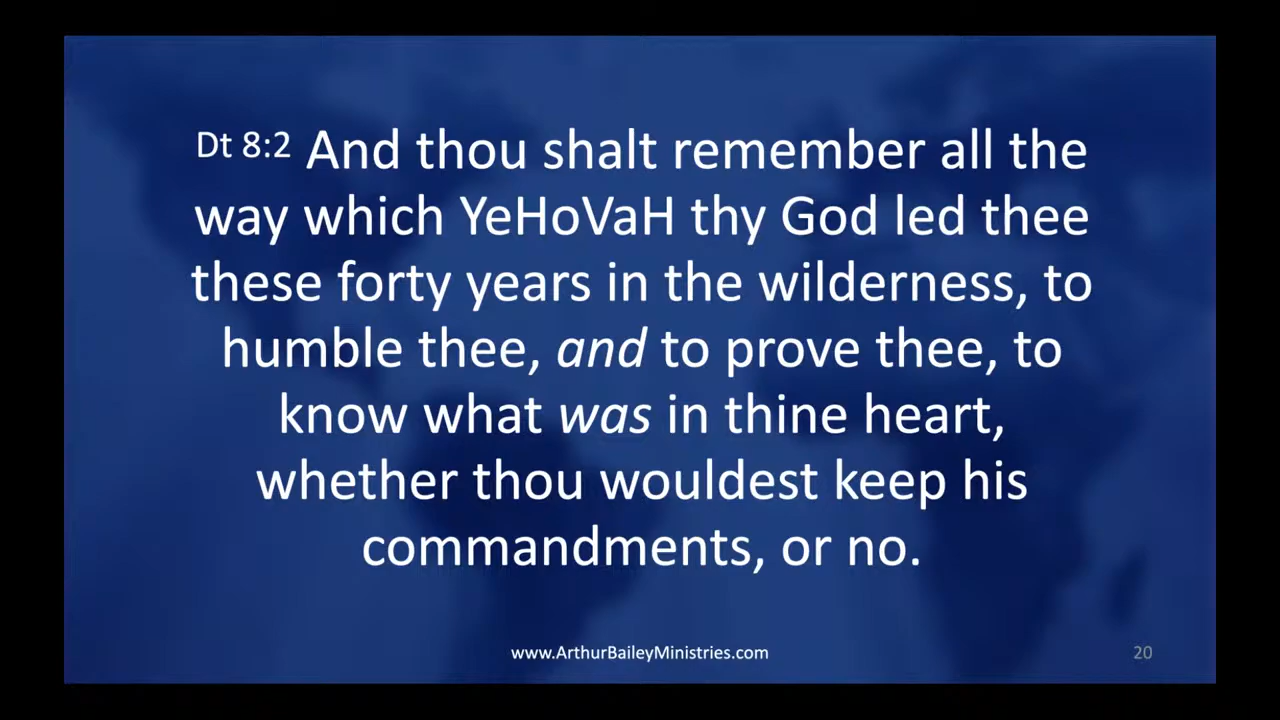 Dt 8:2 And thou shalt remember all the
way which YeHoVaH thy God led thee
these forty years in the wilderness, to
humble thee, and to prove thee, to
know what was in thine heart,
whether thou wouldest keep his
commandments, or no.
www.ArthurBaileyMinistries.com
20